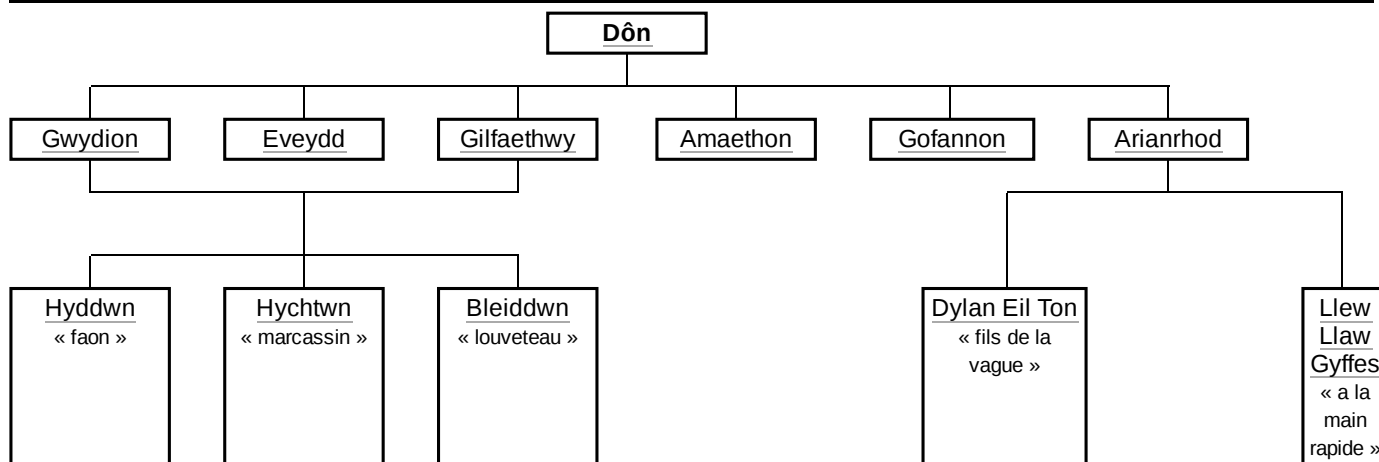 Dôn
Gwydion
Eveydd
Gilfaethwy
Amaethon
Gofannon
Arianrhod
Hyddwn
« faon »
Hychtwn
« marcassin »
Bleiddwn
« louveteau »
Dylan Eil Ton
« fils de la
vague »
Llew
Llaw
Gyffes
« a la
main
rapide »